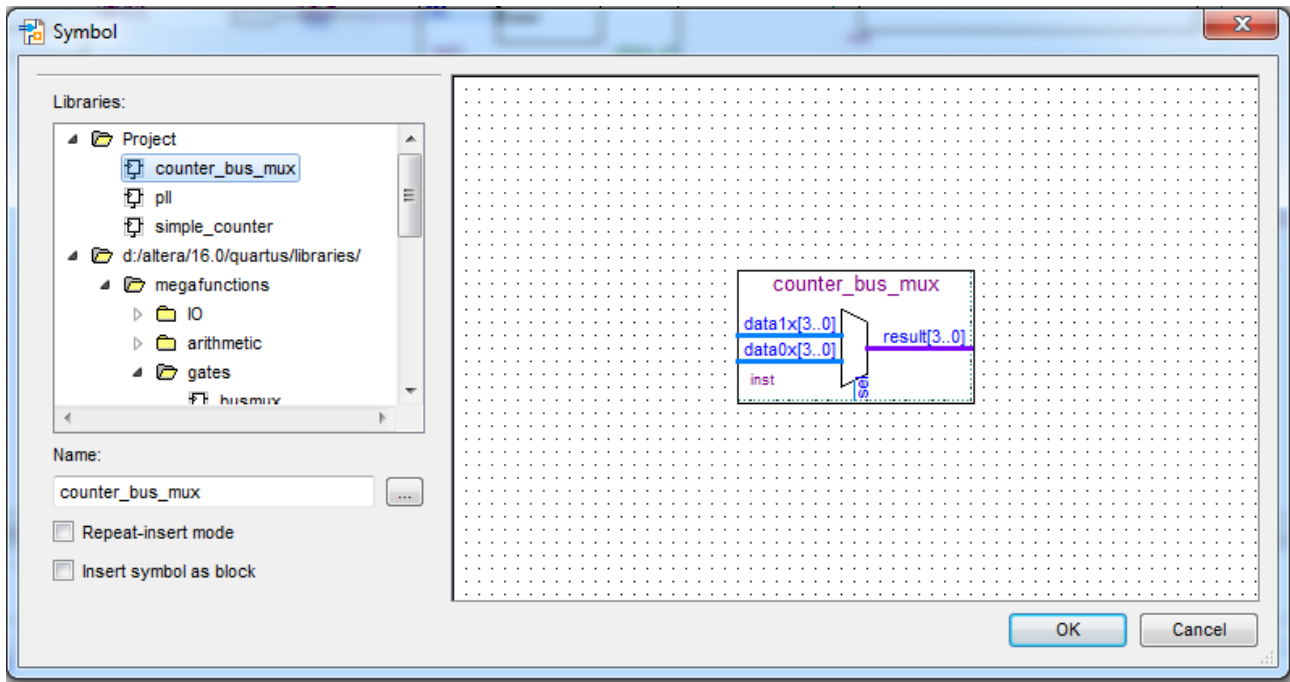 Symbol
Libraries:
Project
counter_bus_mux
pll
simple_counter
d:/altera/16.0/quartus/libraries/
megafunctions
IO
arithmetic
gates
busmux
Name:
counter_bus_mux
...
Repeat-insert mode
Insert symbol as block
counter_bus_mux
data1x[3..0]
data0x[3..0]
result[3..0]
inst
OK
Cancel